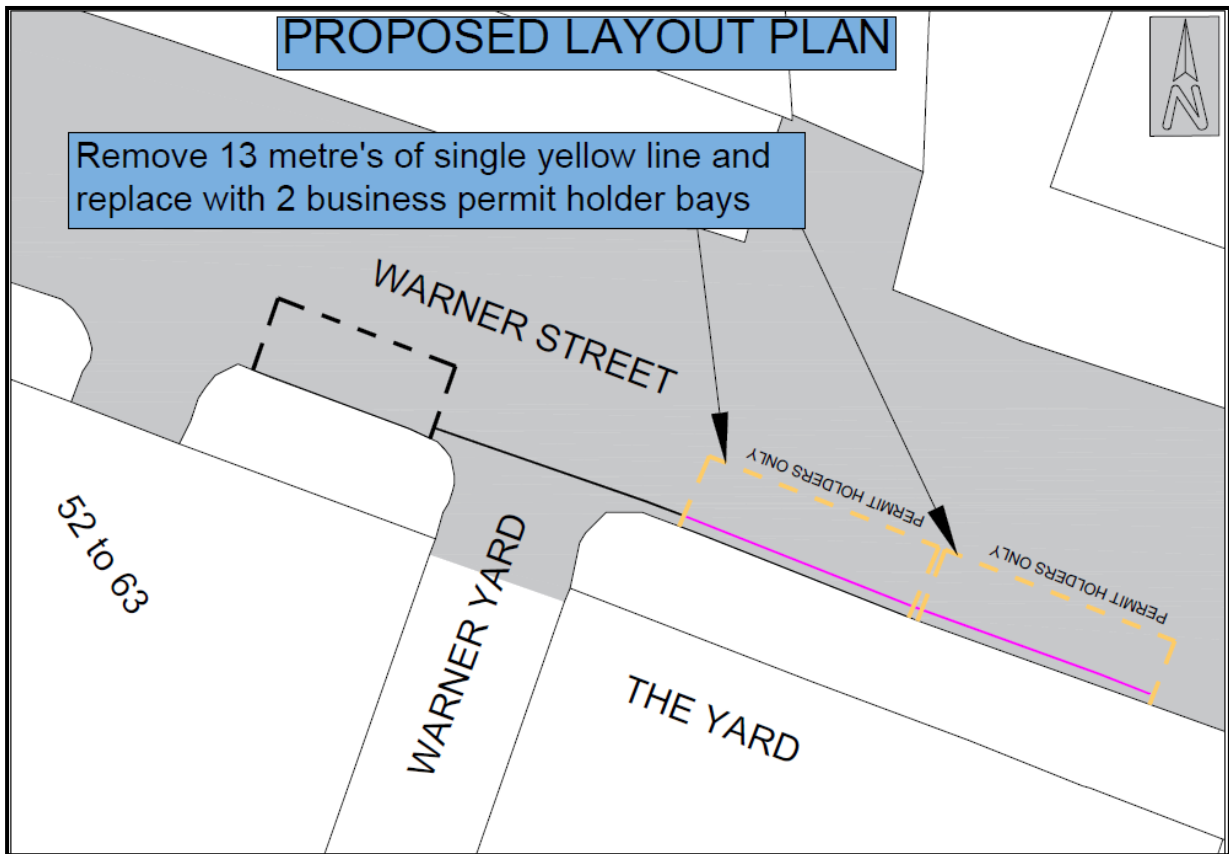 PROPOSED LAYOUT PLAN
N
Remove 13 metre's of single yellow line and
replace with 2 business permit holder bays
WARNER STREET
PERMIT HOLDERS ONLY
PERMIT HOLDERS ONLY
52 to 63
WARNER YARD
THE YARD